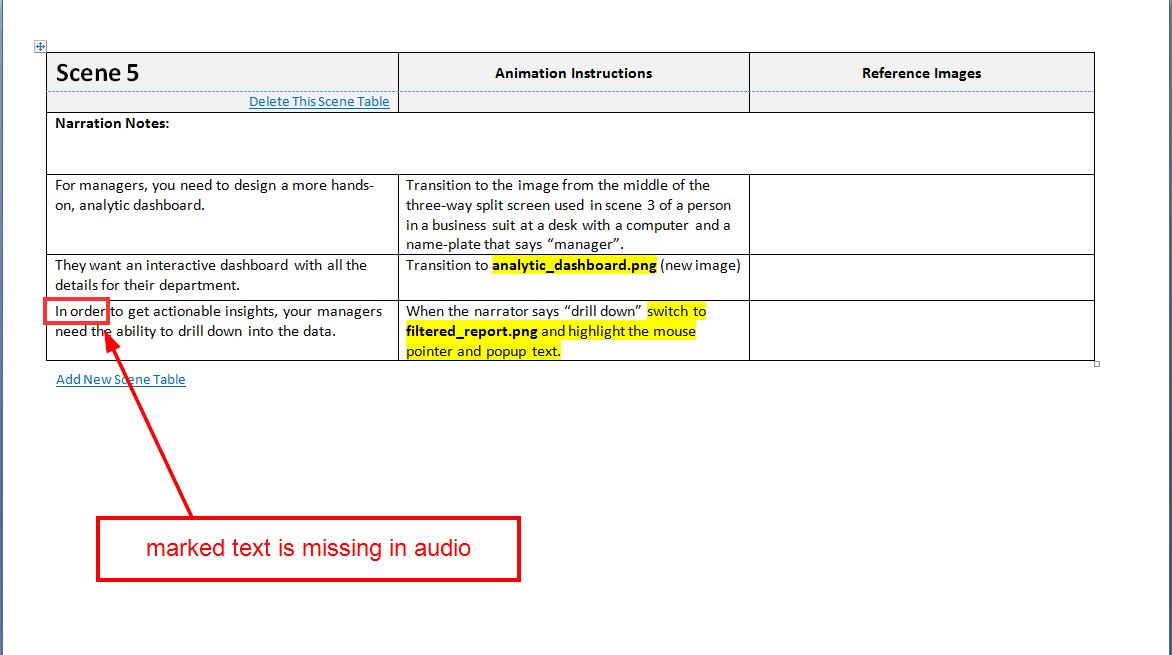 Scene 5
Animation Instructions
Reference Images
Delete This Scene Table
Narration Notes:
For managers, you need to design a more hands-
on, analytic dashboard.
Transition to the image from the middle of the
three-way split screen used in scene 3 of a person
in a business suit at a desk with a computer and a
name-plate that says “manager”.
They want an interactive dashboard with all the
details for their department.
Transition to analytic_dashboard.png (new image)
In order to get actionable insights, your managers
need the ability to drill down into the data.
When the narrator says “drill down” switch to
filtered_report.png and highlight the mouse
pointer and popup text.
Add New Scene Table
marked text is missing in audio